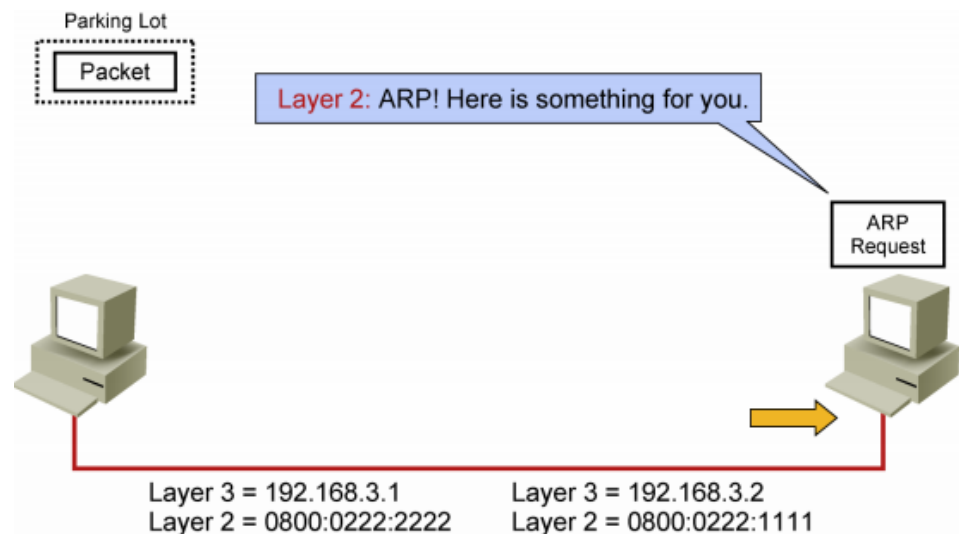 Parking Lot
Packet
Layer 2: ARP! Here is something for you.
ARP
Request
Layer 3 = 192.168.3.1
Layer 2 = 0800:0222:2222
Layer 3 = 192.168.3.2
Layer 2 = 0800:0222:1111